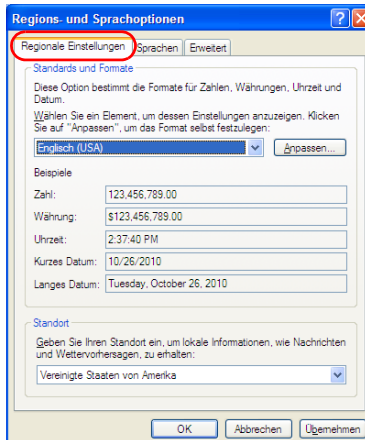 Regions- und Sprachoptionen
Regionale Einstellungen Sprachen Erweitert
Standards und Formate
Diese Option bestimmt die Formate für Zahlen, Währungen, Uhrzeit und
Datum.
Wählen Sie ein Element, um dessen Einstellungen anzuzeigen. Klicken
Sie auf "Anpassen", um das Format selbst festzulegen:
Englisch (USA) Anpassen...
Beispiele
Zahl: 123,456,789.00
Währung: $123,456,789.00
Uhrzeit: 2:37:40 PM
Kurzes Datum: 10/26/2010
Langes Datum: Tuesday, October 26, 2010
Standort
Geben Sie Ihren Standort ein, um lokale Informationen, wie Nachrichten
und Wettervorhersagen, zu erhalten:
Vereinigte Staaten von Amerika
OK Abbrechen Übernehmen